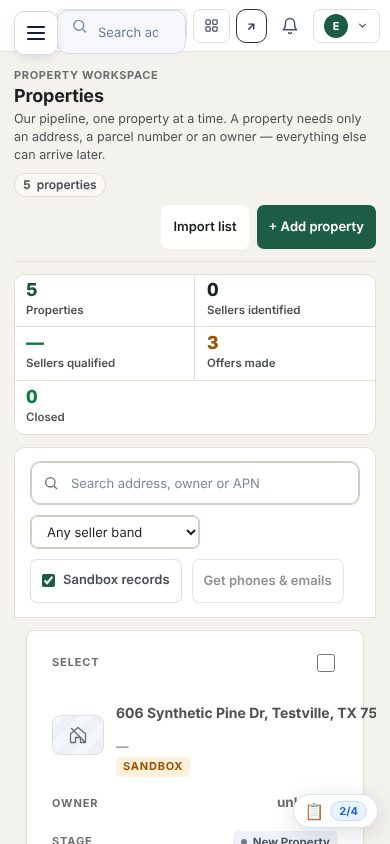 Search ad
E
PROPERTY WORKSPACE
Properties
Our pipeline, one property at a time. A property needs only
an address, a parcel number or an owner — everything else
can arrive later.
5 properties
Import list
+ Add property
5
Properties
0
Sellers identified
—
Sellers qualified
3
Offers made
0
Closed
Search address, owner or APN
Any seller band
Sandbox records
Get phones & emails
SELECT
606 Synthetic Pine Dr, Testville, TX 75
—
SANDBOX
OWNER
2/4
STAGE
New Property